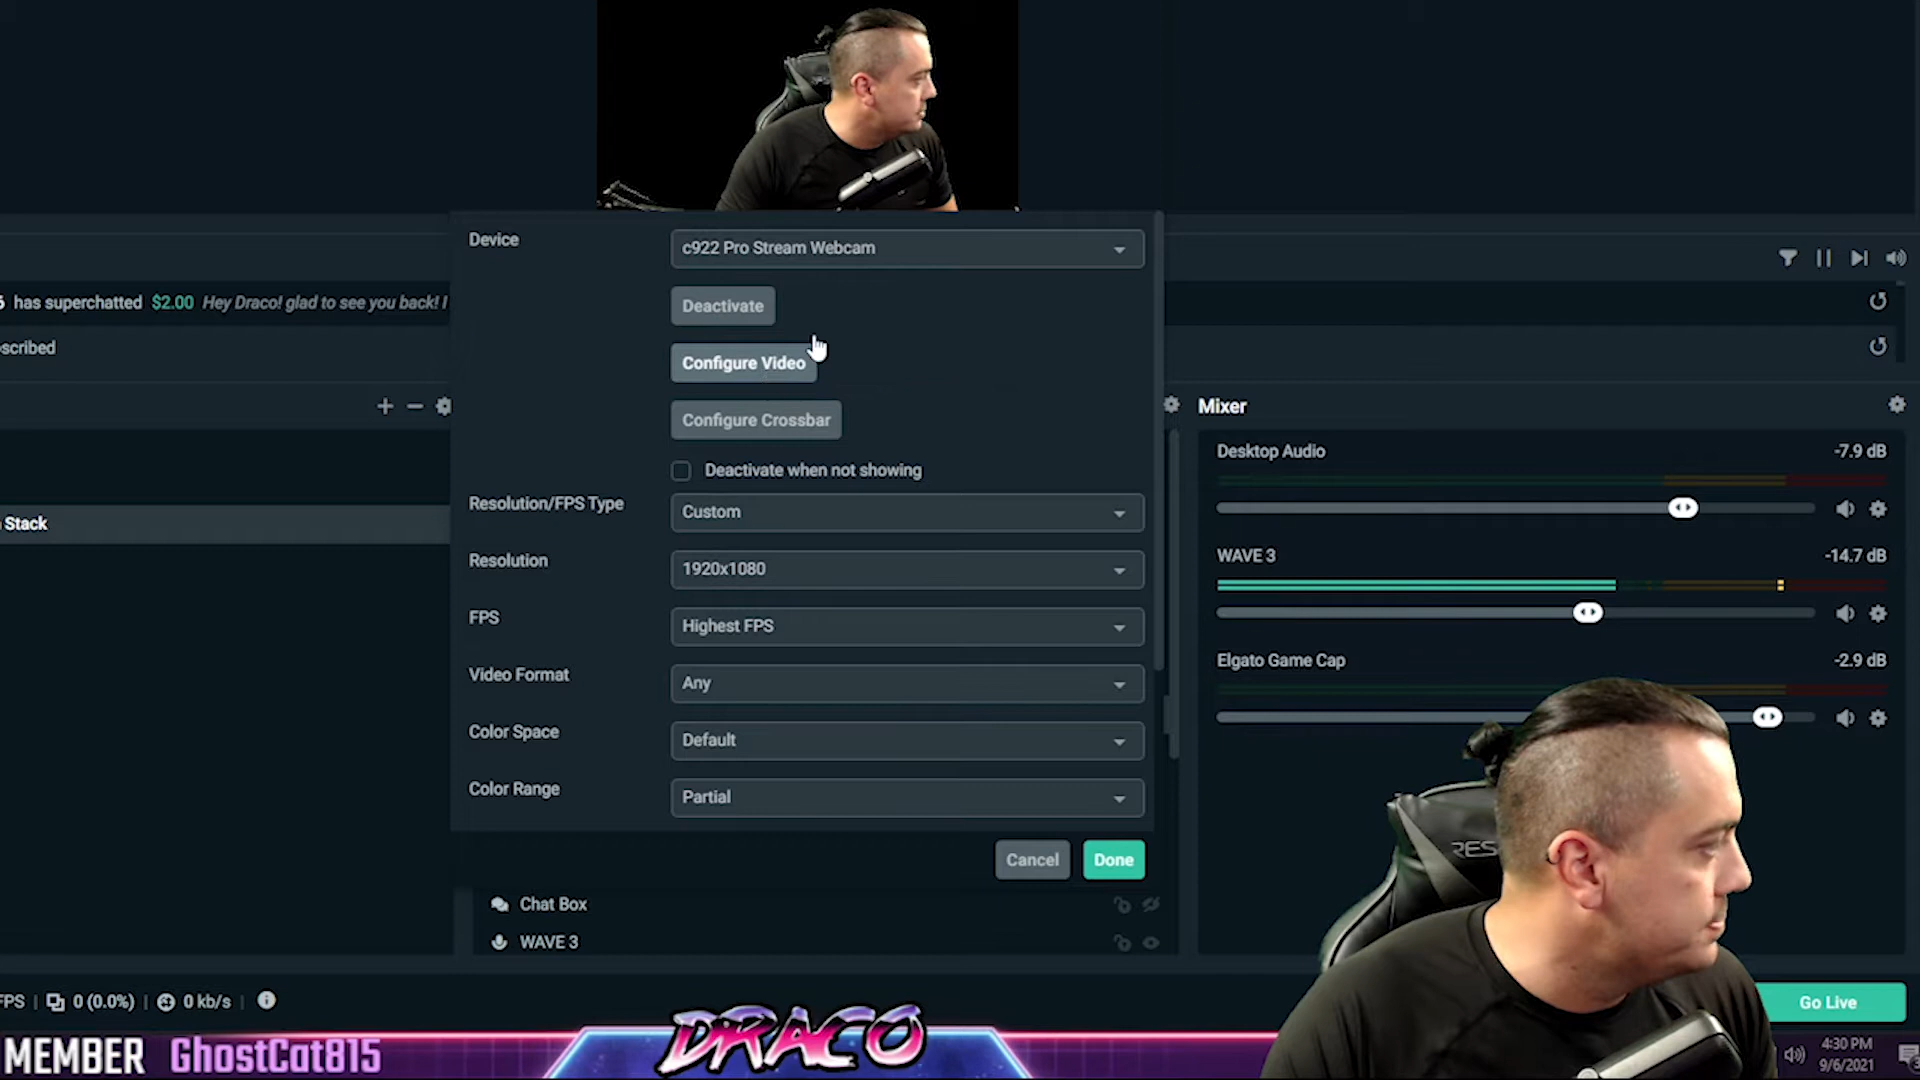 Device
c922 Pro Stream Webcam
Deactivate
6 has superchatted $2.00 Hey Draco! glad to see you back! I
scribed
Configure Video
Configure Crossbar
Mixer
Desktop Audio
-7.9 dB
Deactivate when not showing
Resolution/FPS Type
Custom
Stack
Resolution
1920x1080
WAVE 3
-14.7 dB
FPS
Highest FPS
Video Format
Any
Elgato Game Cap
-2.9 dB
Color Space
Default
Color Range
Partial
Cancel
Done
Chat Box
WAVE 3
FPS
0 (0.0%)
0 kb/s
Go Live
MEMBER GhostCat815
DRACO
4:30 PM
9/6/2021